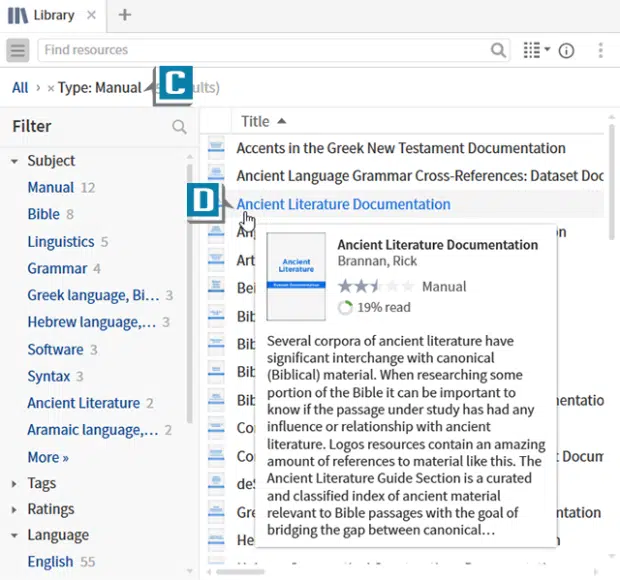 Library
Find resources
All › × Type: Manual
C
ults)
Filter
Title
Subject
Manual 12
Bible 8
Linguistics 5
Grammar 4
Greek language, Bi... 3
Hebrew language,... 3
Software 3
Syntax 3
Ancient Literature 2
Aramaic language,... 2
More »
Tags
Ratings
Language
English 55
Accents in the Greek New Testament Documentation
Ancient Language Grammar Cross-References: Dataset Doc
D
Ancient Literature Documentation
An
on
Art
Bei
Bib
Bib
Bib
Bib
entatio
Con
Con
t Docum
deS
Gre
entation
He
Ancient
Literature
Ancient Literature Documentation
Brannan, Rick
Manual
19% read
Several corpora of ancient literature have
significant interchange with canonical
(Biblical) material. When researching some
portion of the Bible it can be important to
know if the passage under study has had any
influence or relationship with ancient
literature. Logos resources contain an amazing
amount of references to material like this. The
Ancient Literature Guide Section is a curated
and classified index of ancient material
relevant to Bible passages with the goal of
bridging the gap between canonical...